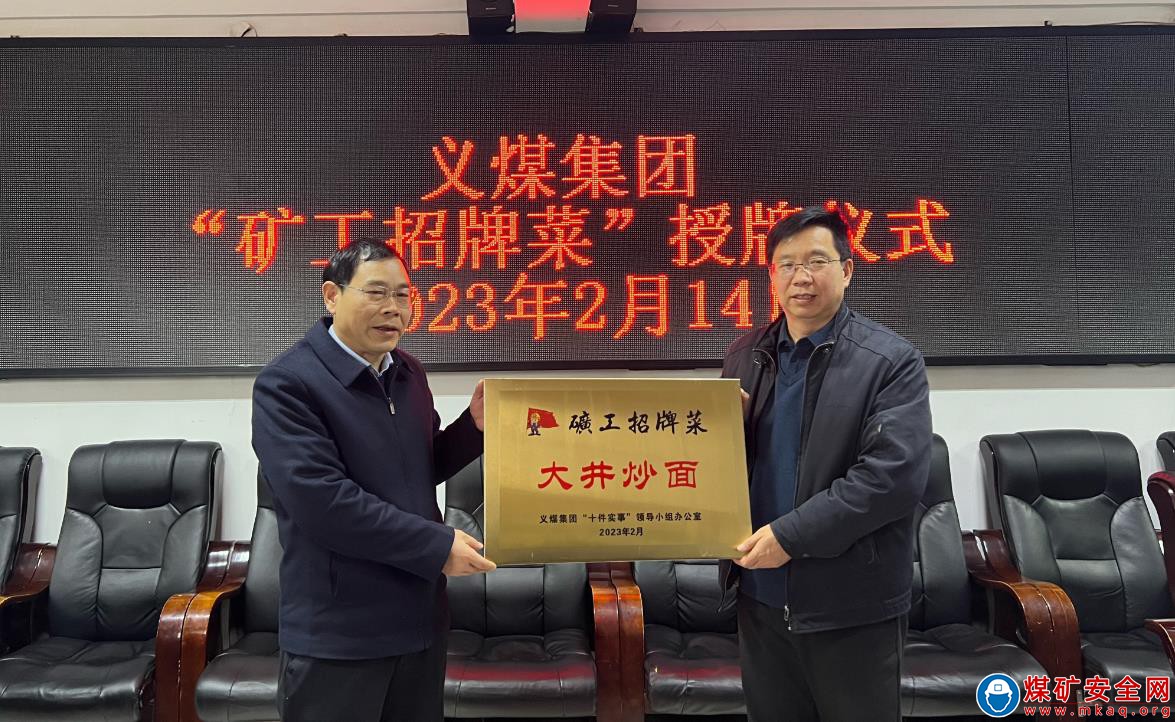 义煤集团
“矿工招牌菜”授牌仪式
2023年2月14日
礦工招牌菜
大井炒面
义煤集团“十件实事”领导小组办公室
2023年2月
煤矿安全网
www.mkaq.org